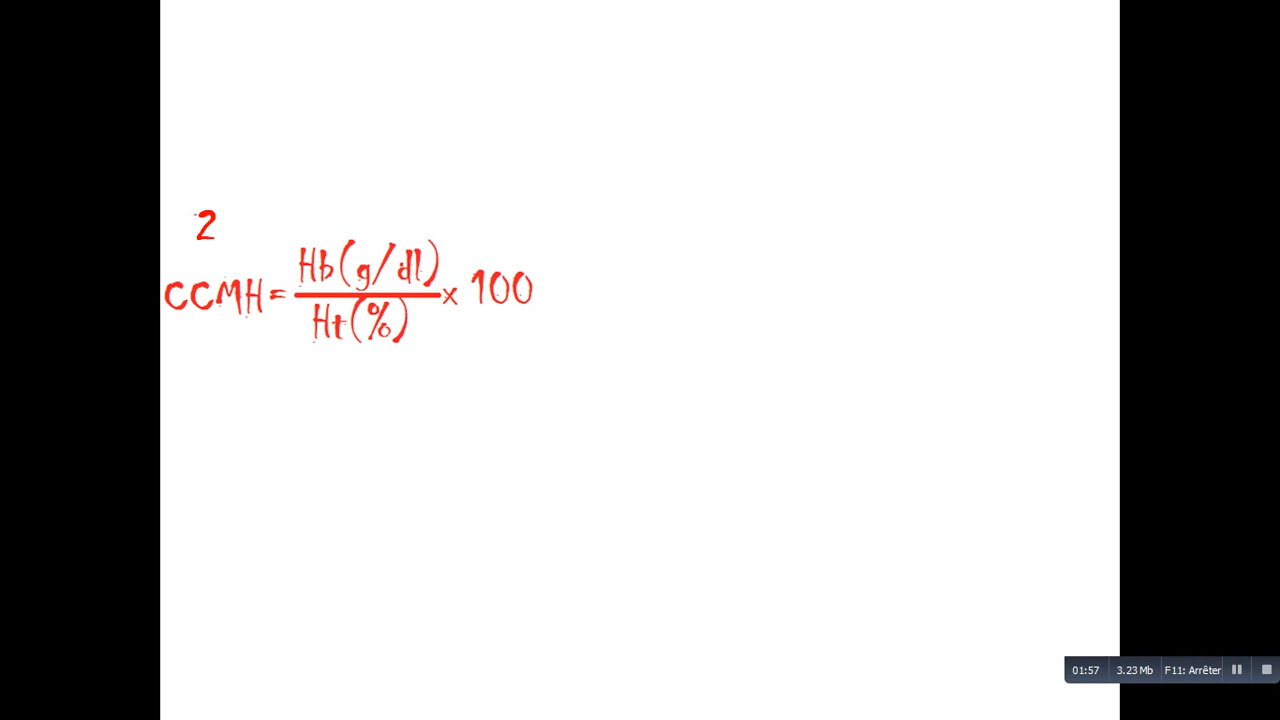 2
CCMH = Hb(g/dl)
Ht(%) x 100
01:57 3.23 Mb F11: Arrêter